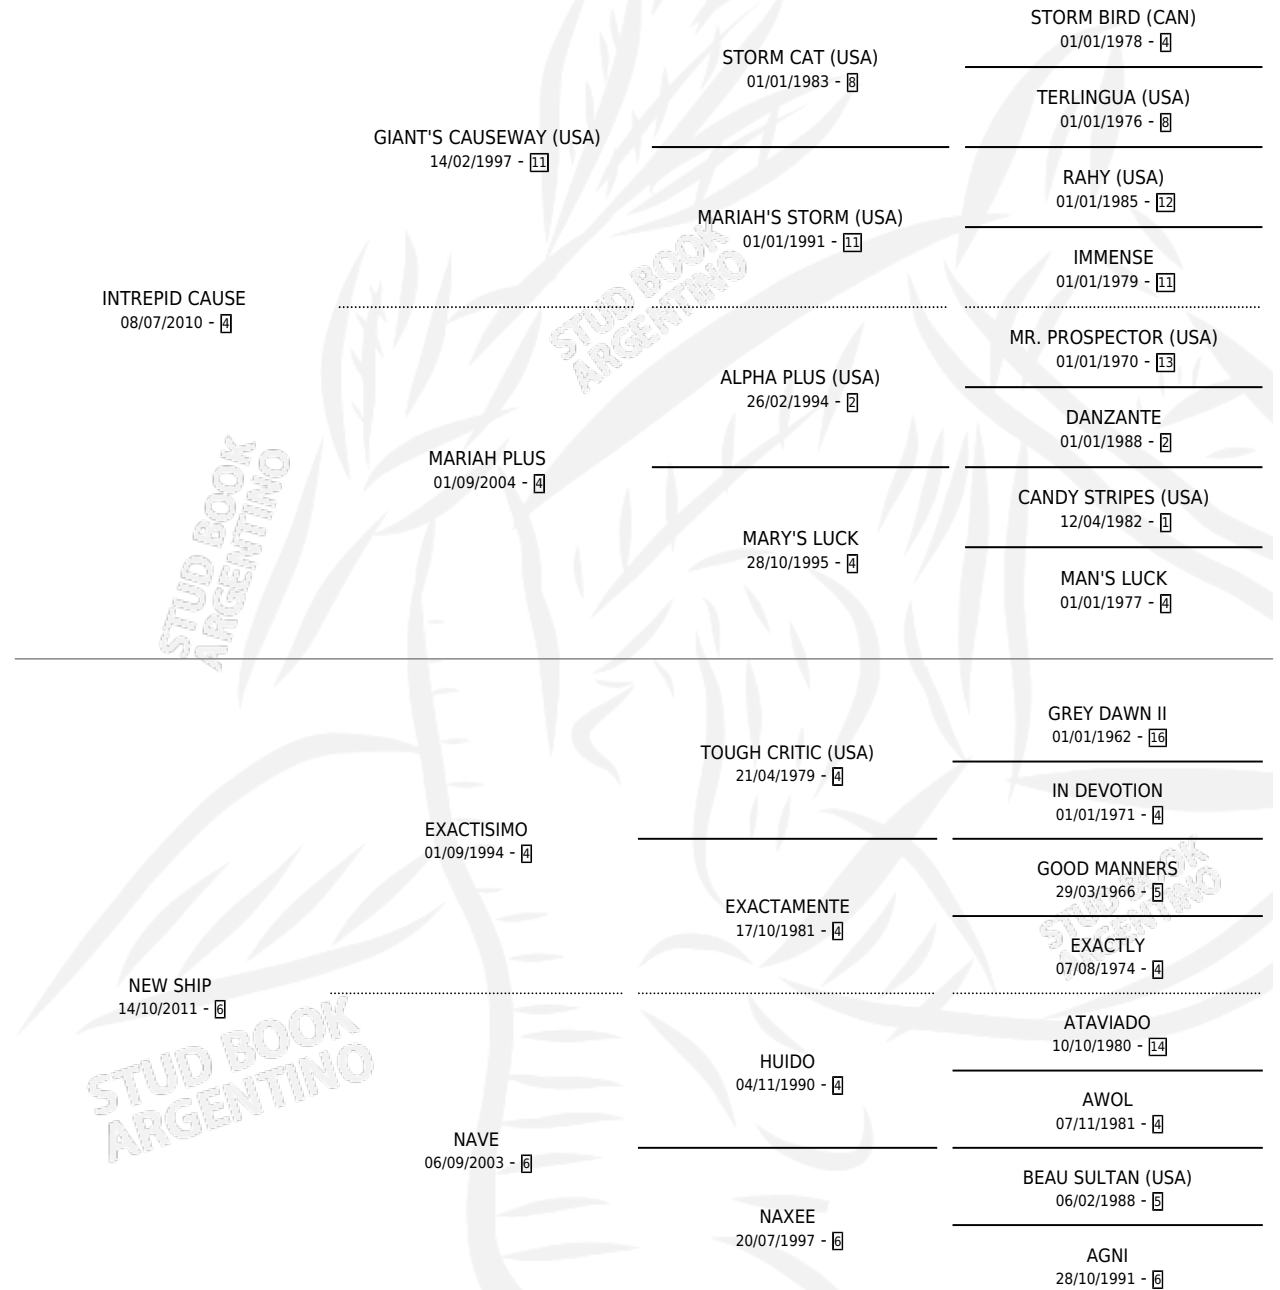 STORM BIRD (CAN)
01/01/1978 - 4
STORM CAT (USA)
01/01/1983 - 8
TERLINGUA (USA)
01/01/1976 - 8
GIANT'S CAUSEWAY (USA)
14/02/1997 - 11
RAHY (USA)
01/01/1985 - 12
MARIAH'S STORM (USA)
01/01/1991 - 11
IMMENSE
01/01/1979 - 11
INTREPID CAUSE
08/07/2010 - 4
MR. PROSPECTOR (USA)
01/01/1970 - 13
ALPHA PLUS (USA)
26/02/1994 - 2
DANZANTE
01/01/1988 - 2
MARIAH PLUS
01/09/2004 - 4
CANDY STRIPES (USA)
12/04/1982 - 1
MARY'S LUCK
28/10/1995 - 4
MAN'S LUCK
01/01/1977 - 4
GREY DAWN II
01/01/1962 - 16
TOUGH CRITIC (USA)
21/04/1979 - 4
IN DEVOTION
01/01/1971 - 4
EXACTISIMO
01/09/1994 - 4
GOOD MANNERS
29/03/1966 - 5
EXACTAMENTE
17/10/1981 - 4
EXACTLY
07/08/1974 - 4
NEW SHIP
14/10/2011 - 6
ATAVIADO
10/10/1980 - 14
HUIDO
04/11/1990 - 4
AWOL
07/11/1981 - 4
NAVE
06/09/2003 - 6
BEAU SULTAN (USA)
06/02/1988 - 5
NAXEE
20/07/1997 - 6
AGNI
28/10/1991 - 6
STUD BOOK
ARGENTINO
STUD BOOK
ARGENTINO
STUD BOOK
ARGENTINO
STUD BOOK
ARGENTINO